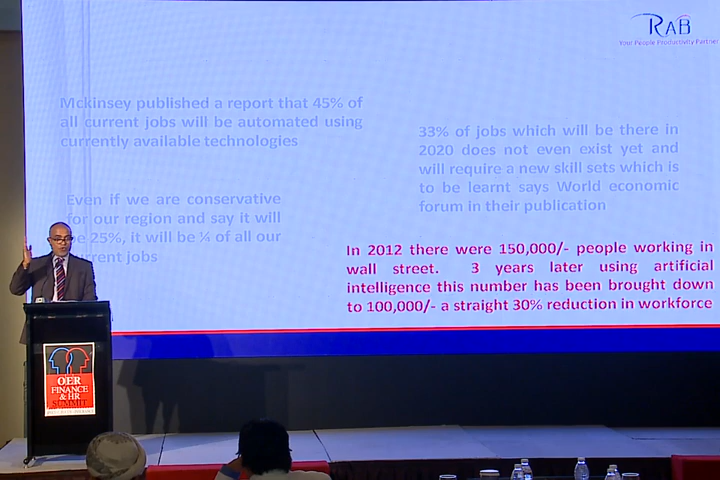 RAB
Your People Productivity Partner
Mckinsey published a report that 45% of
all current jobs will be automated using
currently available technologies
33% of jobs which will be there in
2020 does not even exist yet and
will require a new skill sets which is
to be learnt says World economic
forum in their publication
Even if we are conservative
for our region and say it will
be 25%, it will be ¼ of all our
current jobs
In 2012 there were 150,000/- people working in
wall street. 3 years later using artificial
intelligence this number has been brought down
to 100,000/- a straight 30% reduction in workforce
OER
FINANCE
& HR
SUMMIT